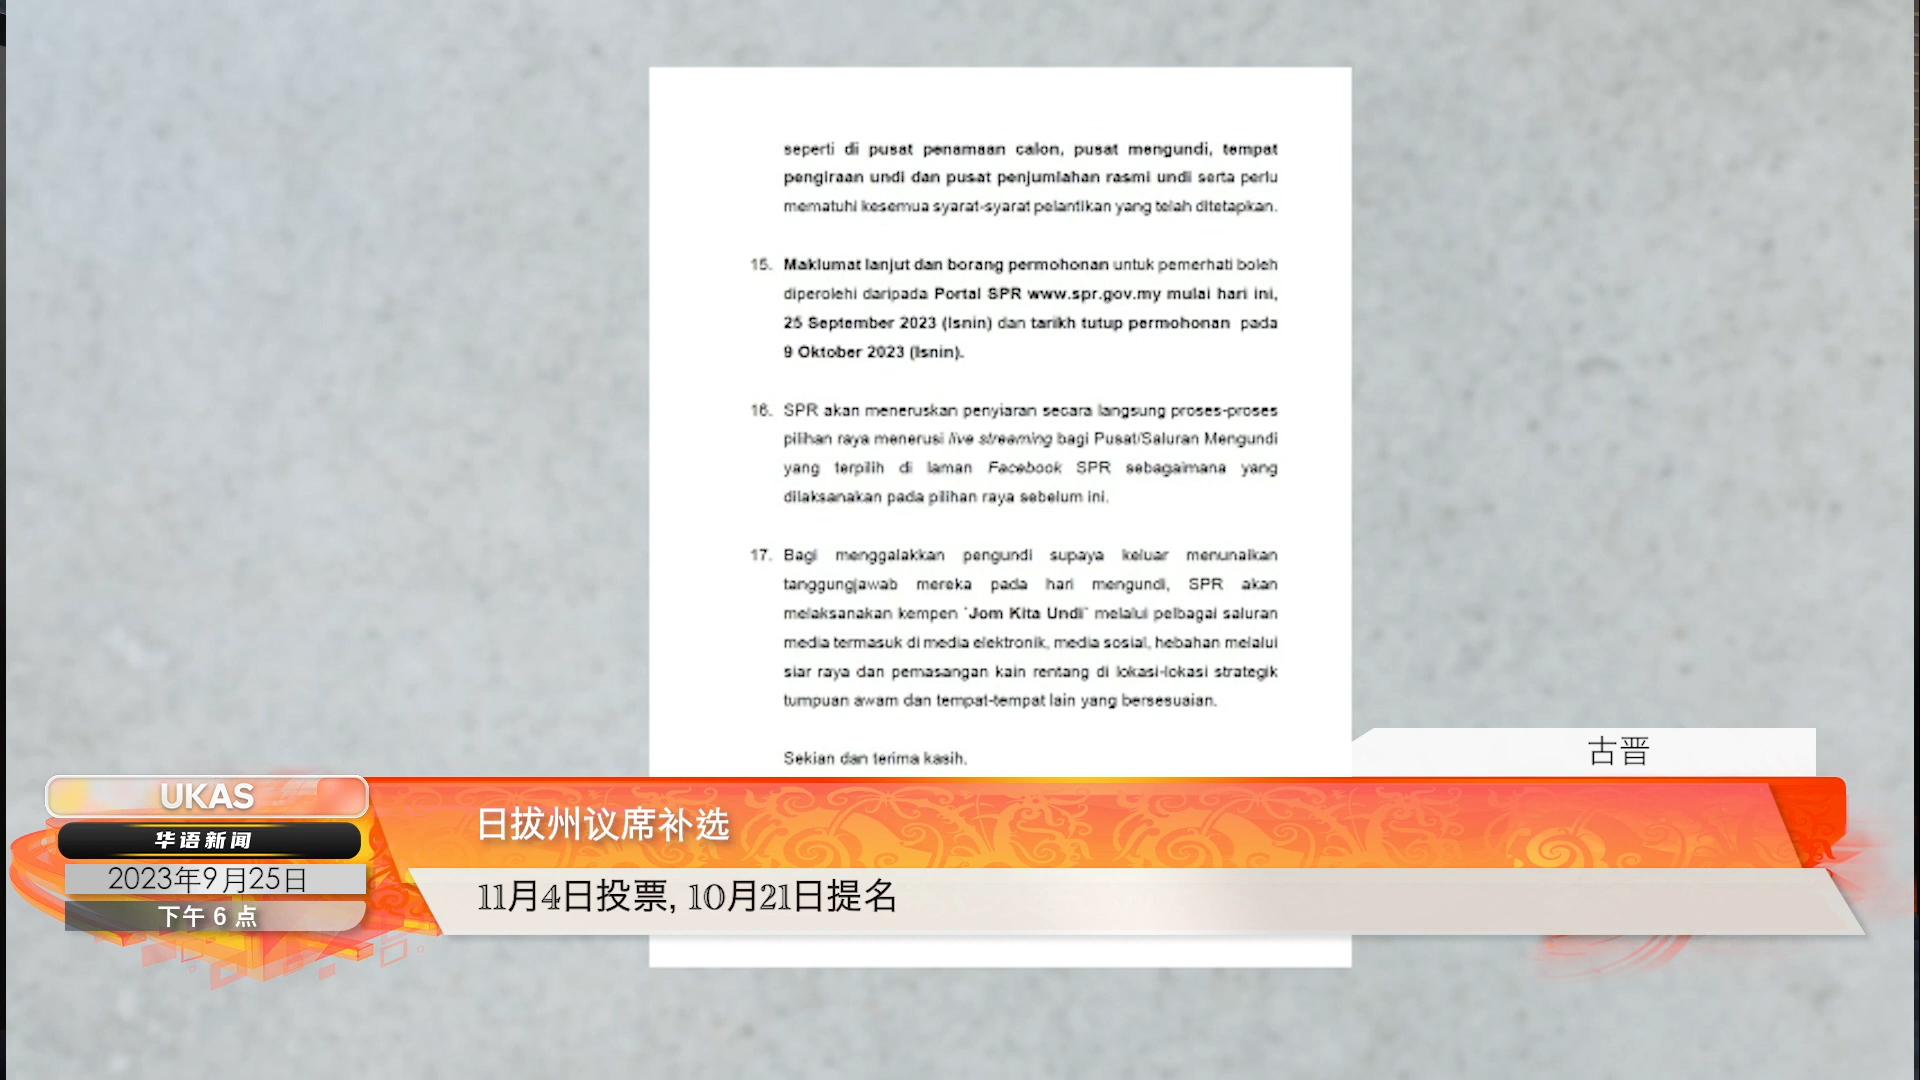 seperti di pusat penamaan calon, pusat mengundi, tempat
pengiraan undi dan pusat penjumlahan rasmi undi serta perlu
mematuhi kesemua syarat-syarat pelantikan yang telah ditetapkan.
15. Maklumat lanjut dan borang permohonan untuk pemerhati boleh
diperolehi daripada Portal SPR www.spr.gov.my mulai hari ini,
25 September 2023 (Isnin) dan tarikh tutup permohonan pada
9 Oktober 2023 (Isnin).
16. SPR akan meneruskan penyiaran secara langsung proses-proses
pilihan raya menerusi live streaming bagi Pusat/Saluran Mengundi
yang terpilih di laman Facebook SPR sebagaimana yang
dilaksanakan pada pilihan raya sebelum ini.
17. Bagi menggalakkan pengundi supaya keluar menunaikan
tanggungjawab mereka pada hari mengundi, SPR akan
melaksanakan kempen `Jom Kita Undi` melalui pelbagai saluran
media termasuk di media elektronik, media sosial, hebahan melalui
siar raya dan pemasangan kain rentang di lokasi-lokasi strategik
tumpuan awam dan tempat-tempat lain yang bersesuaian.
Sekian dan terima kasih.
古晋
UKAS
华语新闻
2023年9月25日
下午 6 点
日拔州议席补选
11月4日投票, 10月21日提名